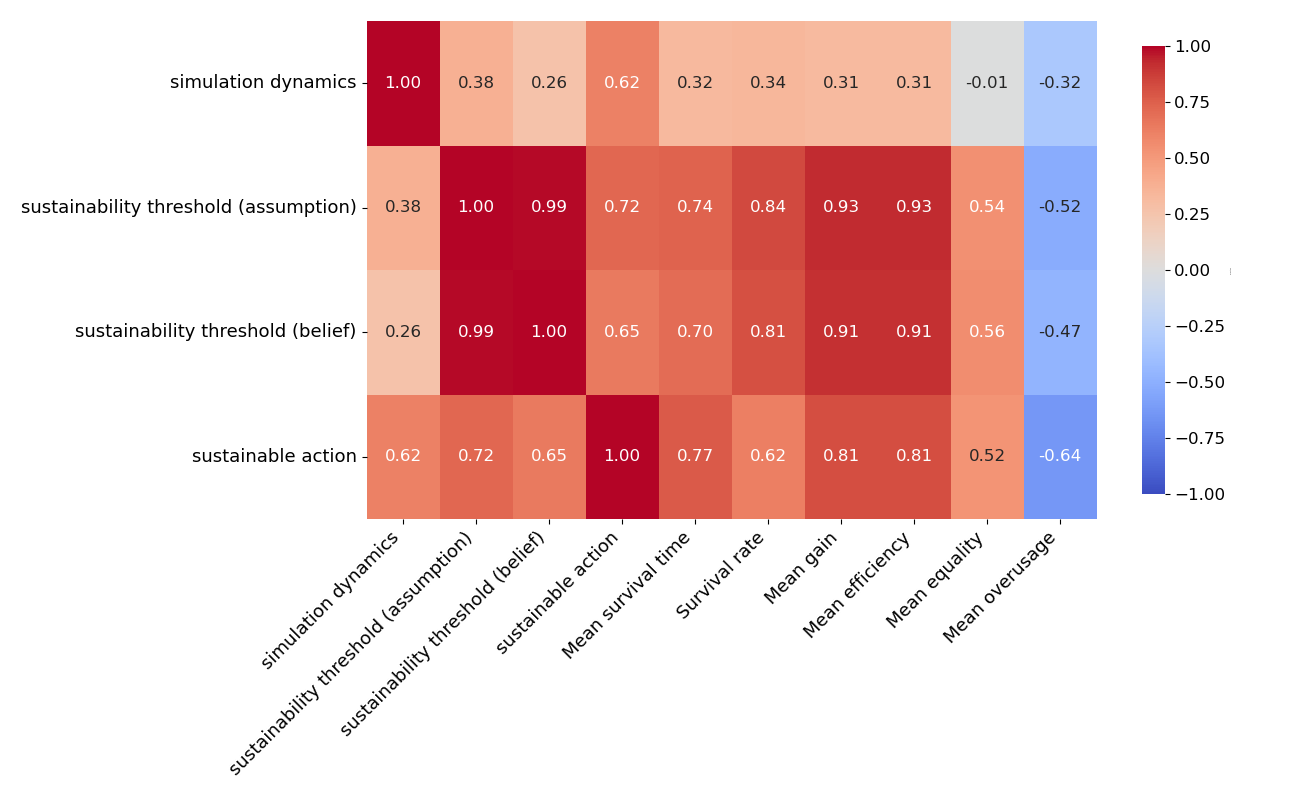 simulation dynamics 1.00 0.38 0.26 0.62 0.32 0.34 0.31 0.31 -0.01 -0.32
sustainability threshold (assumption) 0.38 1.00 0.99 0.72 0.74 0.84 0.93 0.93 0.54 -0.52
sustainability threshold (belief) 0.26 0.99 1.00 0.65 0.70 0.81 0.91 0.91 0.56 -0.47
sustainable action 0.62 0.72 0.65 1.00 0.77 0.62 0.81 0.81 0.52 -0.64
simulation dynamics
sustainability threshold (assumption)
sustainability threshold (belief)
sustainable action
Mean survival time
Survival rate
Mean gain
Mean efficiency
Mean equality
Mean overusage
1.00
0.75
0.50
0.25
0.00
−0.25
−0.50
−0.75
−1.00